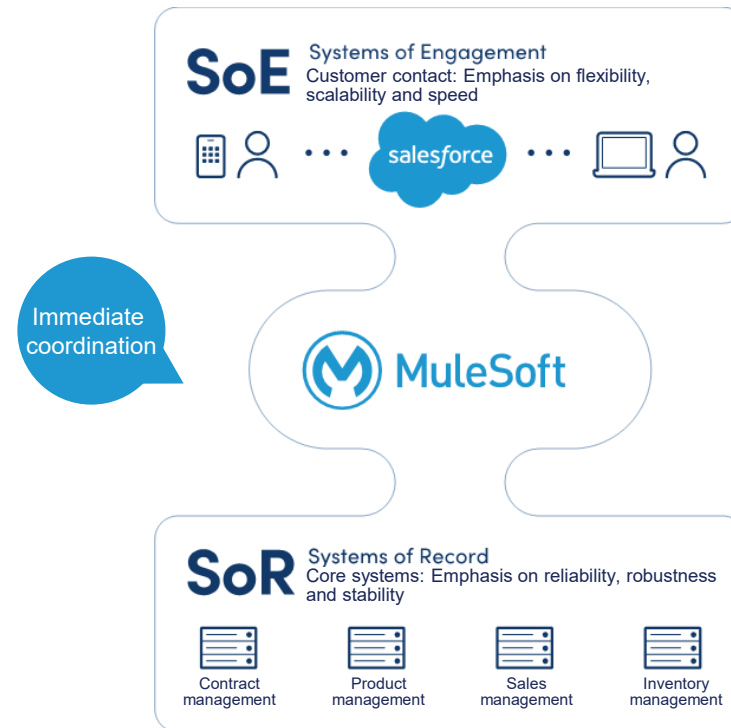 SoE
Systems of Engagement
Customer contact: Emphasis on flexibility,
scalability and speed
salesforce
Immediate
coordination
MuleSoft
SoR
Systems of Record
Core systems: Emphasis on reliability, robustness
and stability
Contract
management
Product
management
Sales
management
Inventory
management